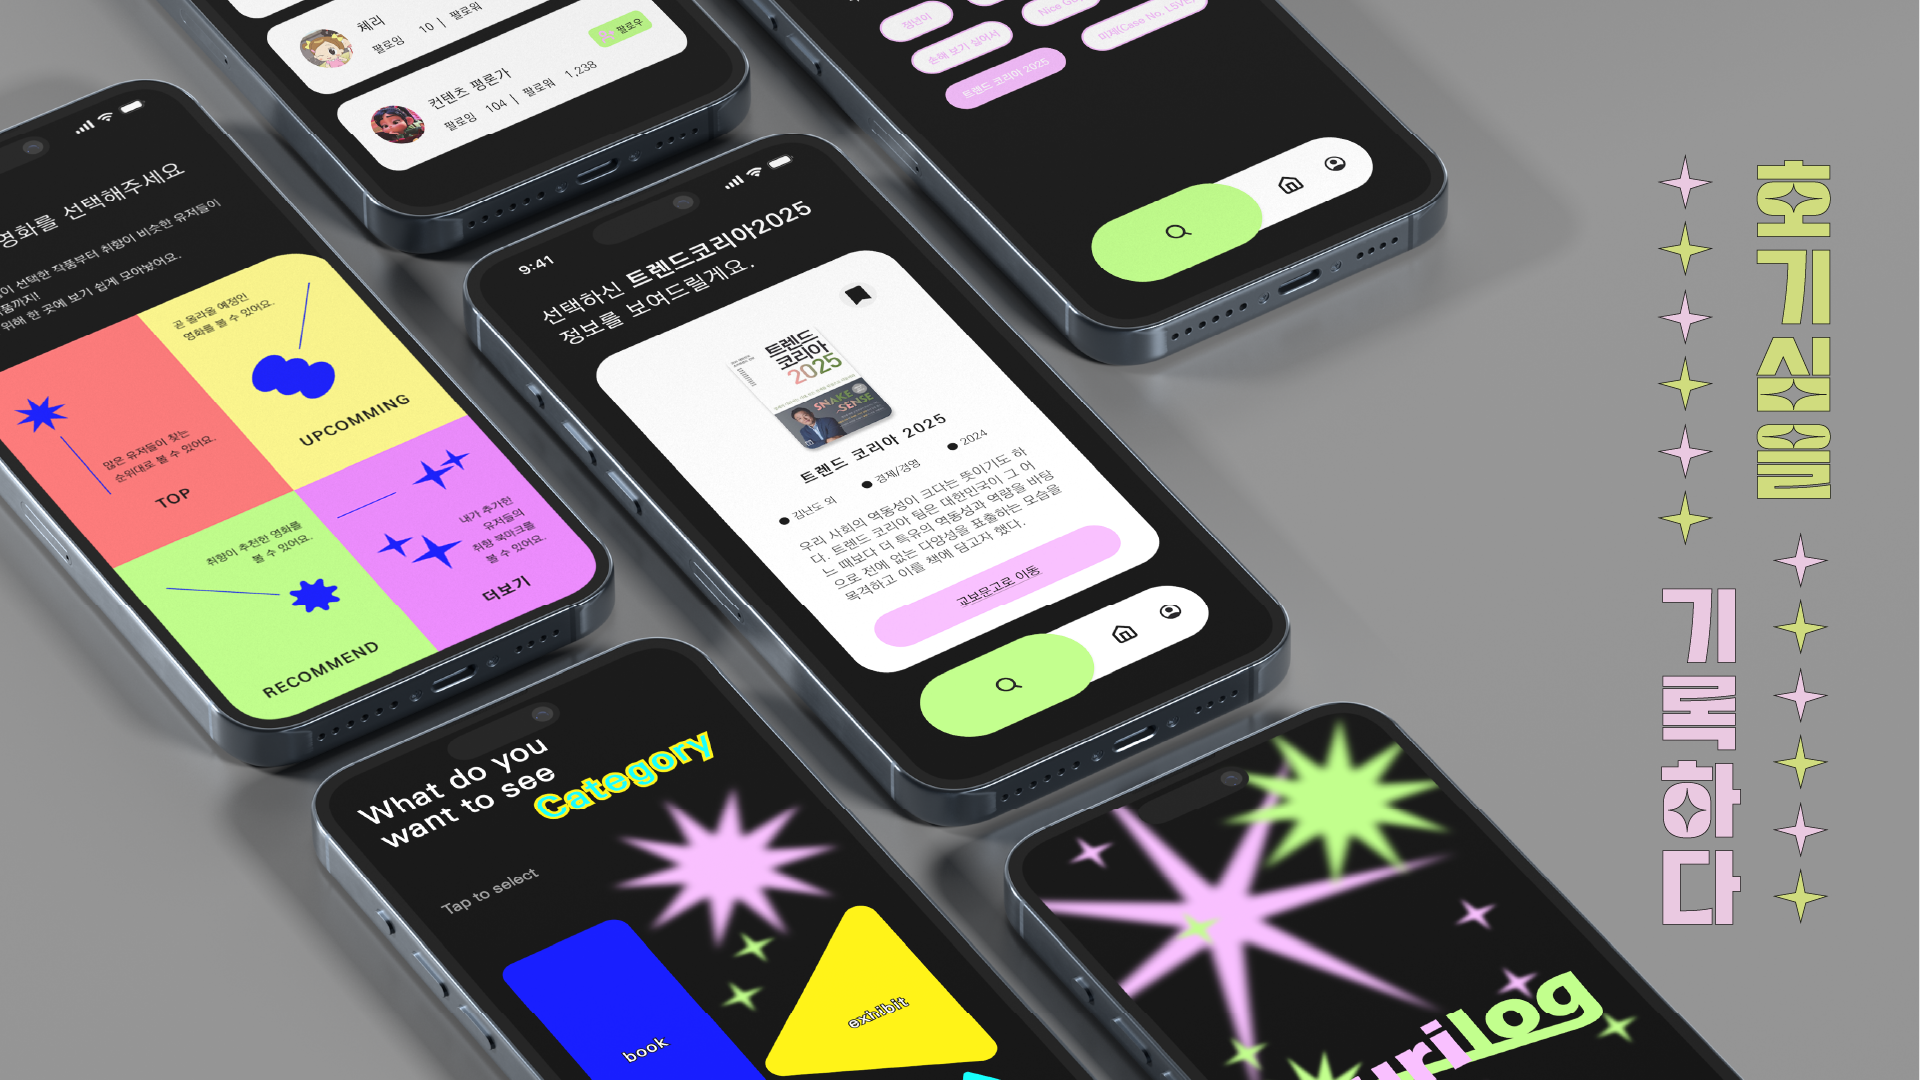 체리
팔로잉 10 | 팔로워
컨텐츠 평론가
팔로잉 104 | 팔로워 1,238
팔로우
정년이
손해 보기 싫어서
트렌드 코리아 2025
영화를 선택해주세요
이 선택한 작품부터 취향이 비슷한 유저들이
품까지!
위해 한 곳에 보기 쉽게 모아놨어요.
곧 올라올 예정인
영화를 볼 수 있어요.
UPCOMMING
많은 유저들이 찾는
순위대로 볼 수 있어요.
TOP
취향이 추천한 영화를
볼 수 있어요.
RECOMMEND
내가 추가한
유저들의
취향 북마크를
볼 수 있어요.
더보기
9:41
선택하신 트렌드코리아2025
정보를 보여드릴게요.
트렌드
코리아
2025
SNAKE
SENSE
트렌드 코리아 2025
김난도 외
경제/경영
2024
우리 사회의 역동성이 크다는 뜻이기도 하
다. 트렌드 코리아 팀은 대한민국이 그 어
느 때보다 더 특유의 역동성과 역량을 바탕
으로 전에 없는 다양성을 표출하는 모습을
목격하고 이를 책에 담고자 했다.
교보문고로 이동
What do you
want to see
Category
Tap to select
book
exhibit
urilog
호기심을
기록하다